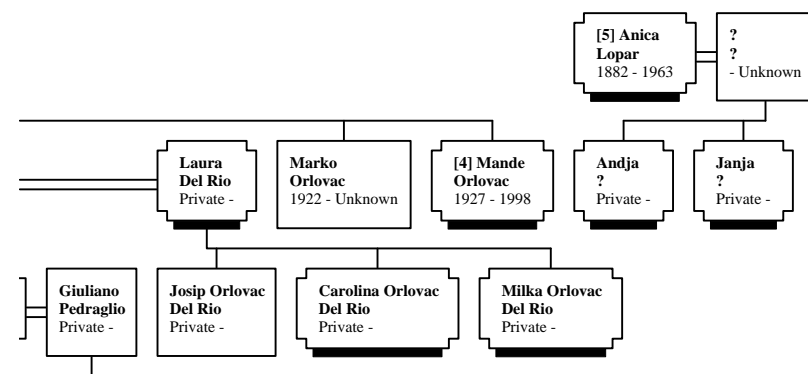 [5] Anica
Lopar
1882 - 1963
?
?
- Unknown
Laura
Del Rio
Private -
Marko
Orlovac
1922 - Unknown
[4] Mande
Orlovac
1927 - 1998
Andja
?
Private -
Janja
?
Private -
Giuliano
Pedraglio
Private -
Josip Orlovac
Del Rio
Private -
Carolina Orlovac
Del Rio
Private -
Milka Orlovac
Del Rio
Private -